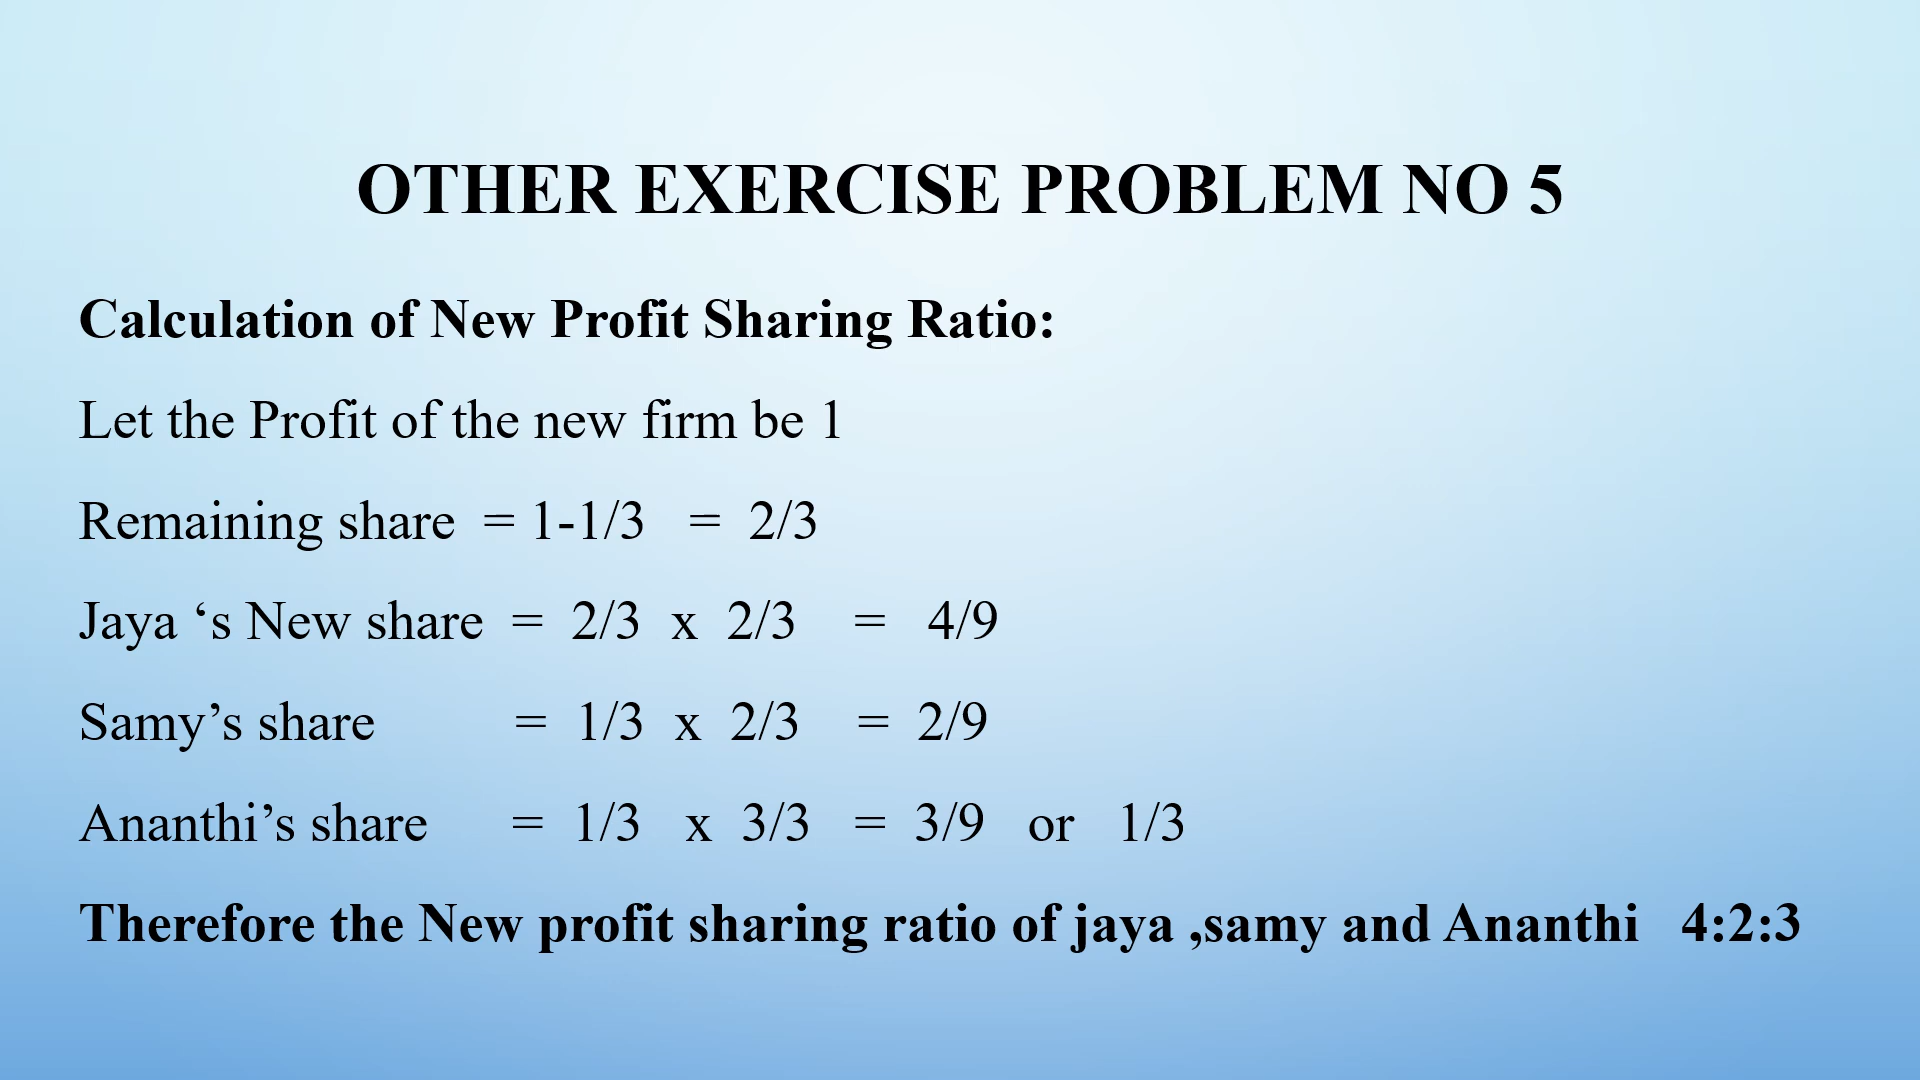 OTHER EXERCISE PROBLEM NO 5
Calculation of New Profit Sharing Ratio:
Let the Profit of the new firm be 1
Remaining share = 1-1/3 = 2/3
Jaya ‘s New share = 2/3 x 2/3 = 4/9
Samy’s share = 1/3 x 2/3 = 2/9
Ananthi’s share = 1/3 x 3/3 = 3/9 or 1/3
Therefore the New profit sharing ratio of jaya ,samy and Ananthi 4:2:3